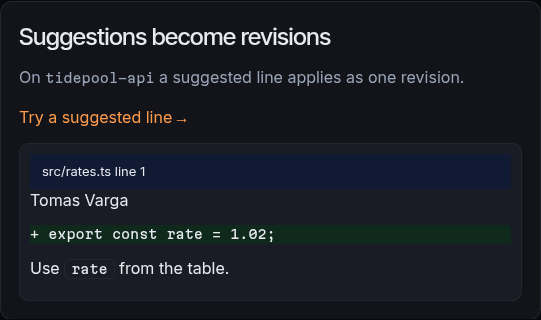 Suggestions become revisions
On tidepool-api a suggested line applies as one revision.
Try a suggested line →
src/rates.ts line 1
Tomas Varga
+ export const rate = 1.02;
Use rate from the table.